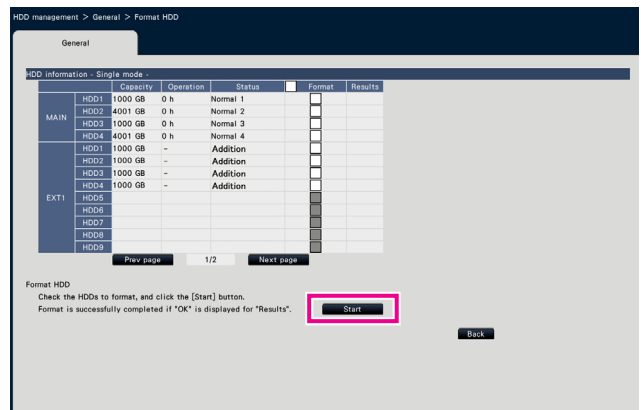 HDD management > General > Format HDD
General
HDD information - Single mode -
Capacity Operation Status Format Results
MAIN
HDD1 1000 GB 0 h Normal 1
HDD2 4001 GB 0 h Normal 2
HDD3 1000 GB 0 h Normal 3
HDD4 4001 GB 0 h Normal 4
EXT1
HDD1 1000 GB – Addition
HDD2 1000 GB – Addition
HDD3 1000 GB – Addition
HDD4 1000 GB – Addition
HDD5
HDD6
HDD7
HDD8
HDD9
Prev page 1/2 Next page
Format HDD
Check the HDDs to format, and click the [Start] button.
Format is successfully completed if "OK" is displayed for "Results". Start
Back